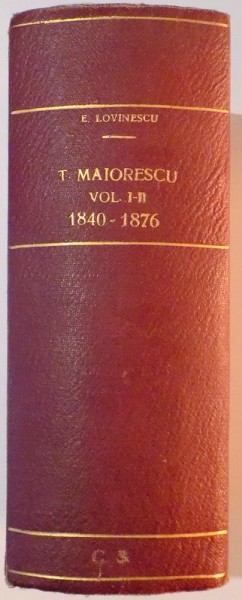 E. LOVINESCU
T. MAIORESCU
VOL. I-II
1840-1876
C. S.